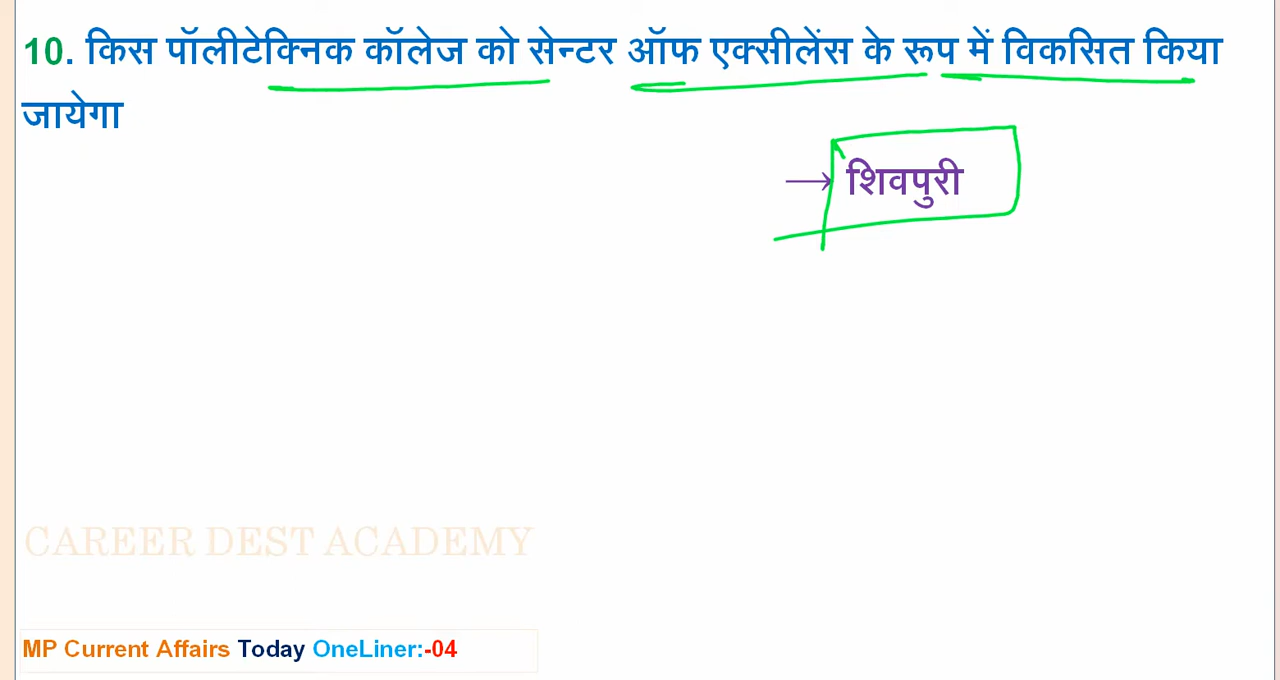 10. किस पॉलीटेक्निक कॉलेज को सेन्टर ऑफ एक्सीलेंस के रूप में विकसित किया
जायेगा
→ शिवपुरी
CAREER DEST ACADEMY
MP Current Affairs Today OneLiner:-04